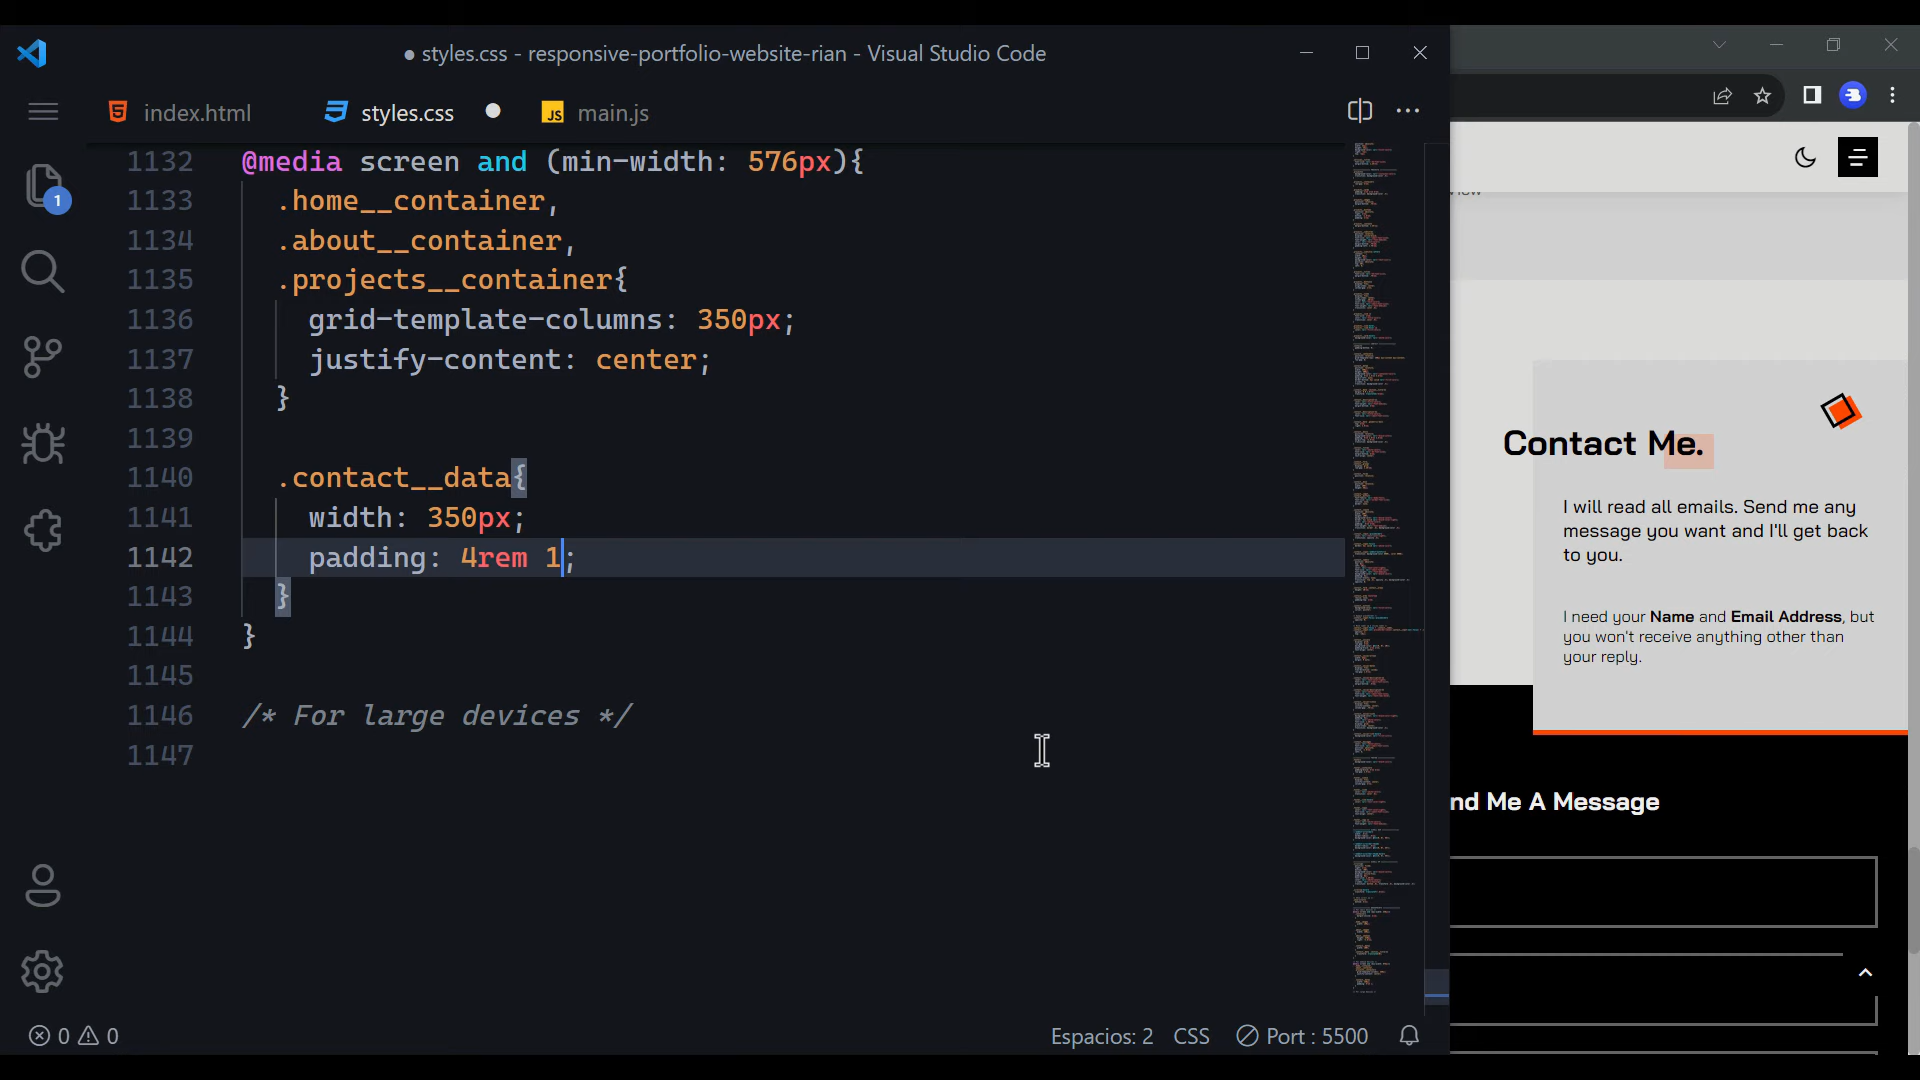 ● styles.css - responsive-portfolio-website-rian - Visual Studio Code
index.html
styles.css
JS main.js
1
1132 @media screen and (min-width: 576px){
1133 .home__container,
1134 .about__container,
1135 .projects__container{
1136 grid-template-columns: 350px;
1137 justify-content: center;
1138 }
1139
1140 .contact__data{
1141 width: 350px;
1142 padding: 4rem 1;
1143 }
1144 }
1145
1146 /* For large devices */
1147
0 0
Espacios: 2 CSS Port : 5500
Contact Me.
I will read all emails. Send me any
message you want and I'll get back
to you.
I need your Name and Email Address, but
you won't receive anything other than
your reply.
nd Me A Message